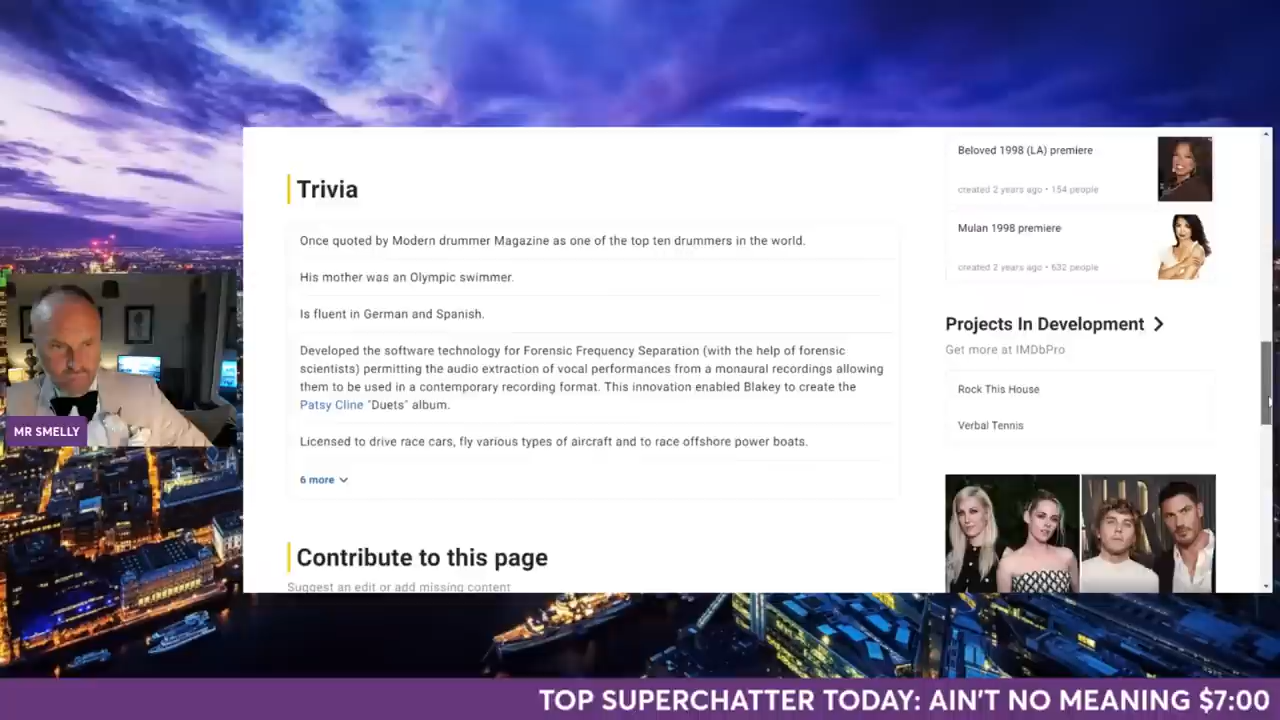 Trivia
Once quoted by Modern drummer Magazine as one of the top ten drummers in the world.
His mother was an Olympic swimmer.
Is fluent in German and Spanish.
Developed the software technology for Forensic Frequency Separation (with the help of forensic
scientists) permitting the audio extraction of vocal performances from a monaural recordings allowing
them to be used in a contemporary recording format. This innovation enabled Blakey to create the
Patsy Cline "Duets" album.
Licensed to drive race cars, fly various types of aircraft and to race offshore power boats.
6 more
Contribute to this page
Suggest an edit or add missing content
Beloved 1998 (LA) premiere
created 2 years ago • 154 people
Mulan 1998 premiere
created 2 years ago • 632 people
Projects In Development
Get more at IMDbPro
Rock This House
Verbal Tennis
MR SMELLY
TOP SUPERCHATTER TODAY: AIN'T NO MEANING $7:00